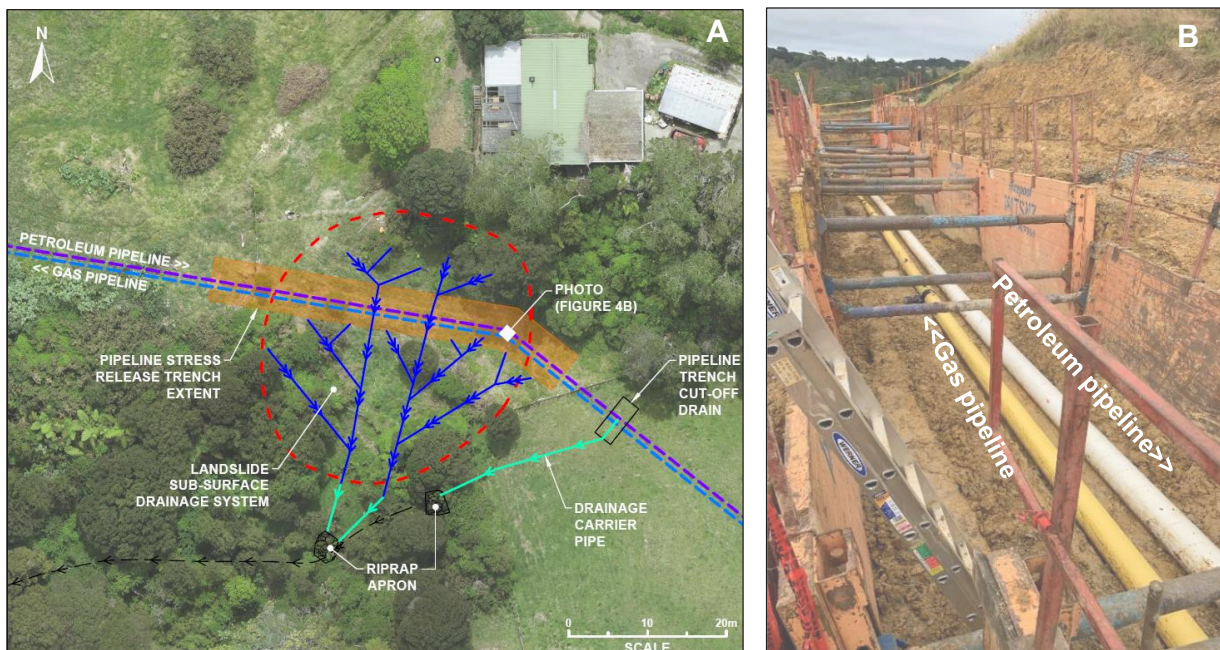 A
N
PETROLEUM PIPELINE >>
<< GAS PIPELINE
PHOTO
(FIGURE 4B)
PIPELINE STRESS
RELEASE TRENCH
EXTENT
PIPELINE
TRENCH
CUT-OFF
DRAIN
LANDSLIDE
SUB-SURFACE
DRAINAGE SYSTEM
DRAINAGE
CARRIER
PIPE
RIPRAP
APRON
0 10 20m
SCALE
B
<<Gas pipeline
Petroleum pipeline>>
WERNER